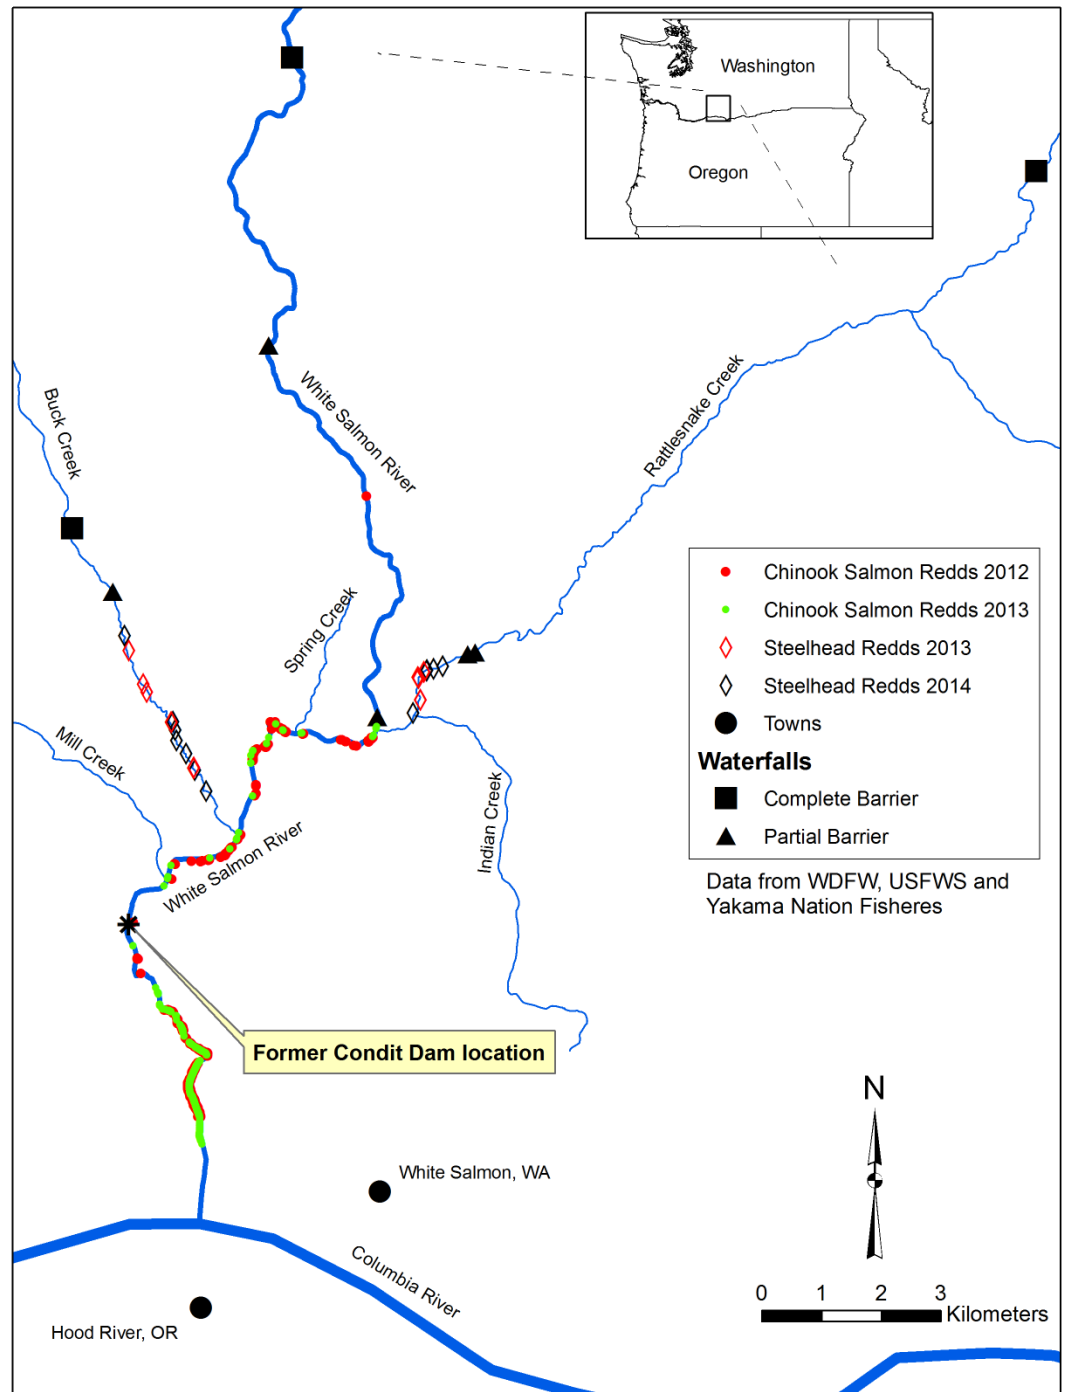 Washington
Oregon
White Salmon River
Buck Creek
Rattlesnake Creek
Spring Creek
Mill Creek
White Salmon River
Indian Creek
Chinook Salmon Redds 2012
Chinook Salmon Redds 2013
Steelhead Redds 2013
Steelhead Redds 2014
Towns
Waterfalls
Complete Barrier
Partial Barrier
Data from WDFW, USFWS and
Yakama Nation Fisheres
Former Condit Dam location
N
White Salmon, WA
Columbia River
Hood River, OR
0 1 2 3
Kilometers